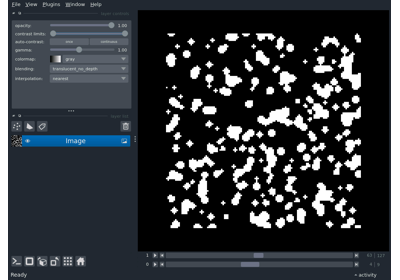 File View Plugins Window Help
opacity: 1.00
contrast limits:
auto-contrast: once continuous
gamma: 1.00
colormap: gray
blending: translucent_no_depth
interpolation: nearest
Image
1
0
Ready
activity